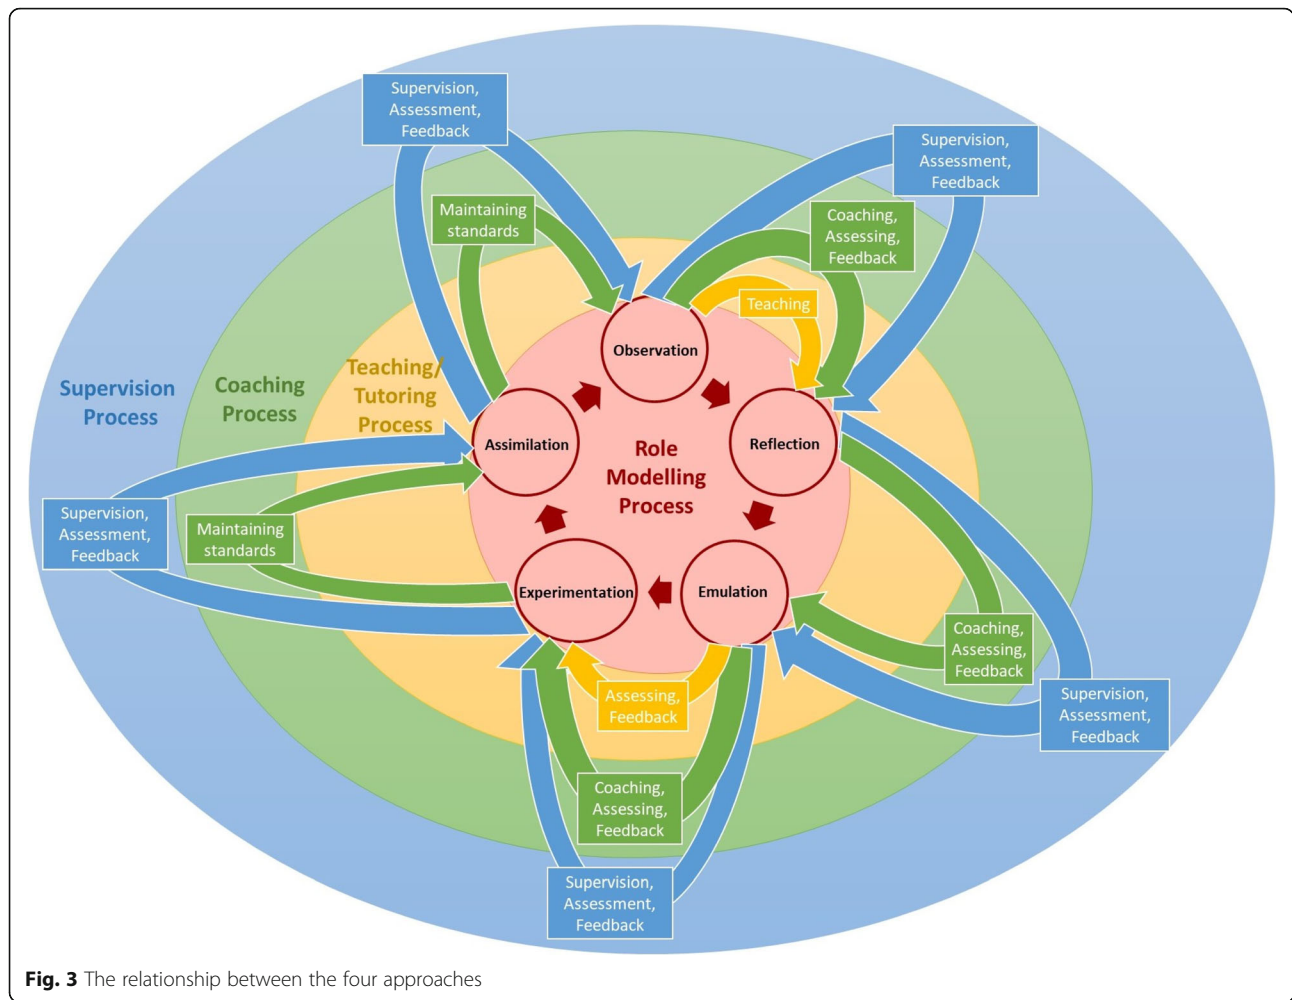 Supervision,
Assessment,
Feedback
Supervision,
Assessment,
Feedback
Maintaining
standards
Coaching,
Assessing,
Feedback
Teaching
Observation
Supervision
Process
Coaching
Process
Teaching/
Tutoring
Process
Assimilation
Role
Modelling
Process
Reflection
Supervision,
Assessment,
Feedback
Maintaining
standards
Experimentation
Emulation
Coaching,
Assessing,
Feedback
Supervision,
Assessment,
Feedback
Assessing,
Feedback
Coaching,
Assessing,
Feedback
Supervision,
Assessment,
Feedback
Fig. 3 The relationship between the four approaches